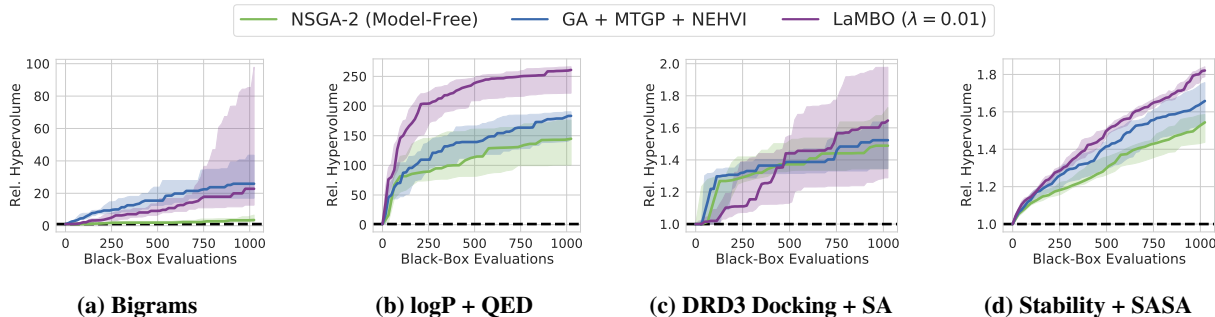 NSGA-2 (Model-Free) GA + MTGP + NEHVI LaMBO (λ = 0.01)
Rel. Hypervolume
100
80
60
40
20
0
0 250 500 750 1000
Black-Box Evaluations
(a) Bigrams
Rel. Hypervolume
250
200
150
100
50
0
0 250 500 750 1000
Black-Box Evaluations
(b) logP + QED
Rel. Hypervolume
2.0
1.8
1.6
1.4
1.2
1.0
0 250 500 750 1000
Black-Box Evaluations
(c) DRD3 Docking + SA
Rel. Hypervolume
1.8
1.6
1.4
1.2
1.0
0 250 500 750 1000
Black-Box Evaluations
(d) Stability + SASA